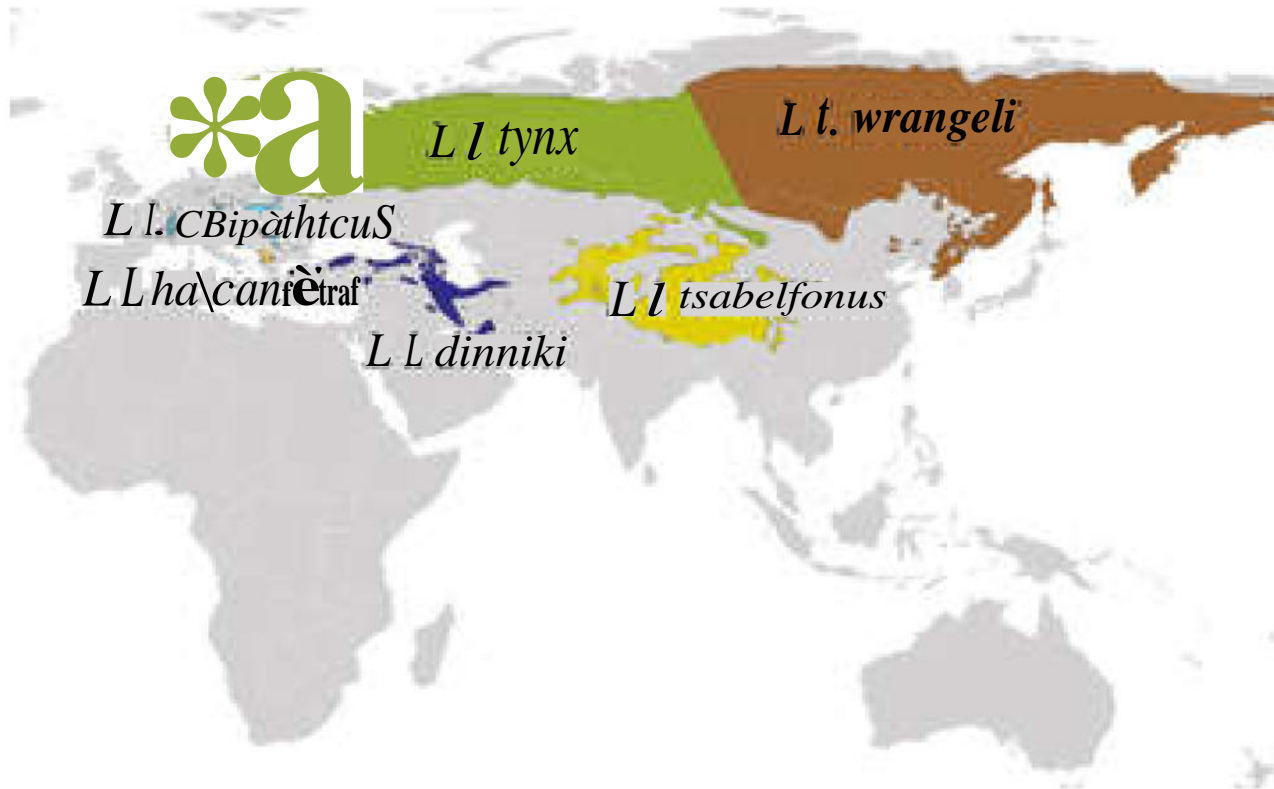 *a
L l tynx
L t. wrangeli
L l. CBipàthtcuS
L L ha\canfètraf
L l tsabelfonus
L L dinniki